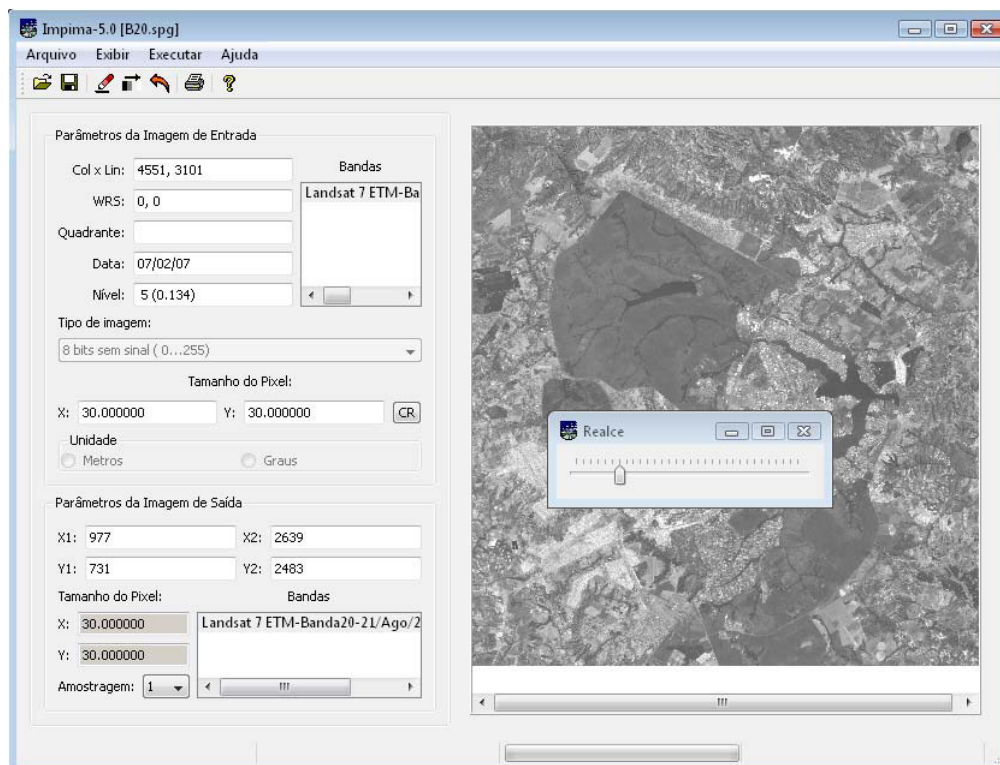 Impima-5.0 [B20.spg]
Arquivo Exibir Executar Ajuda
Parâmetros da Imagem de Entrada
Col x Lin: 4551, 3101
Bandas
WRS: 0, 0
Landsat 7 ETM-Ba
Quadrante:
Data: 07/02/07
Nível: 5 (0.134)
Tipo de imagem:
8 bits sem sinal ( 0...255)
Tamanho do Pixel:
X: 30.000000 Y: 30.000000 CR
Unidade
Metros Graus
Realce
Parâmetros da Imagem de Saída
X1: 977 X2: 2639
Y1: 731 Y2: 2483
Tamanho do Pixel: Bandas
X: 30.000000
Landsat 7 ETM-Banda20-21/Ago/2
Y: 30.000000
Amostragem: 1